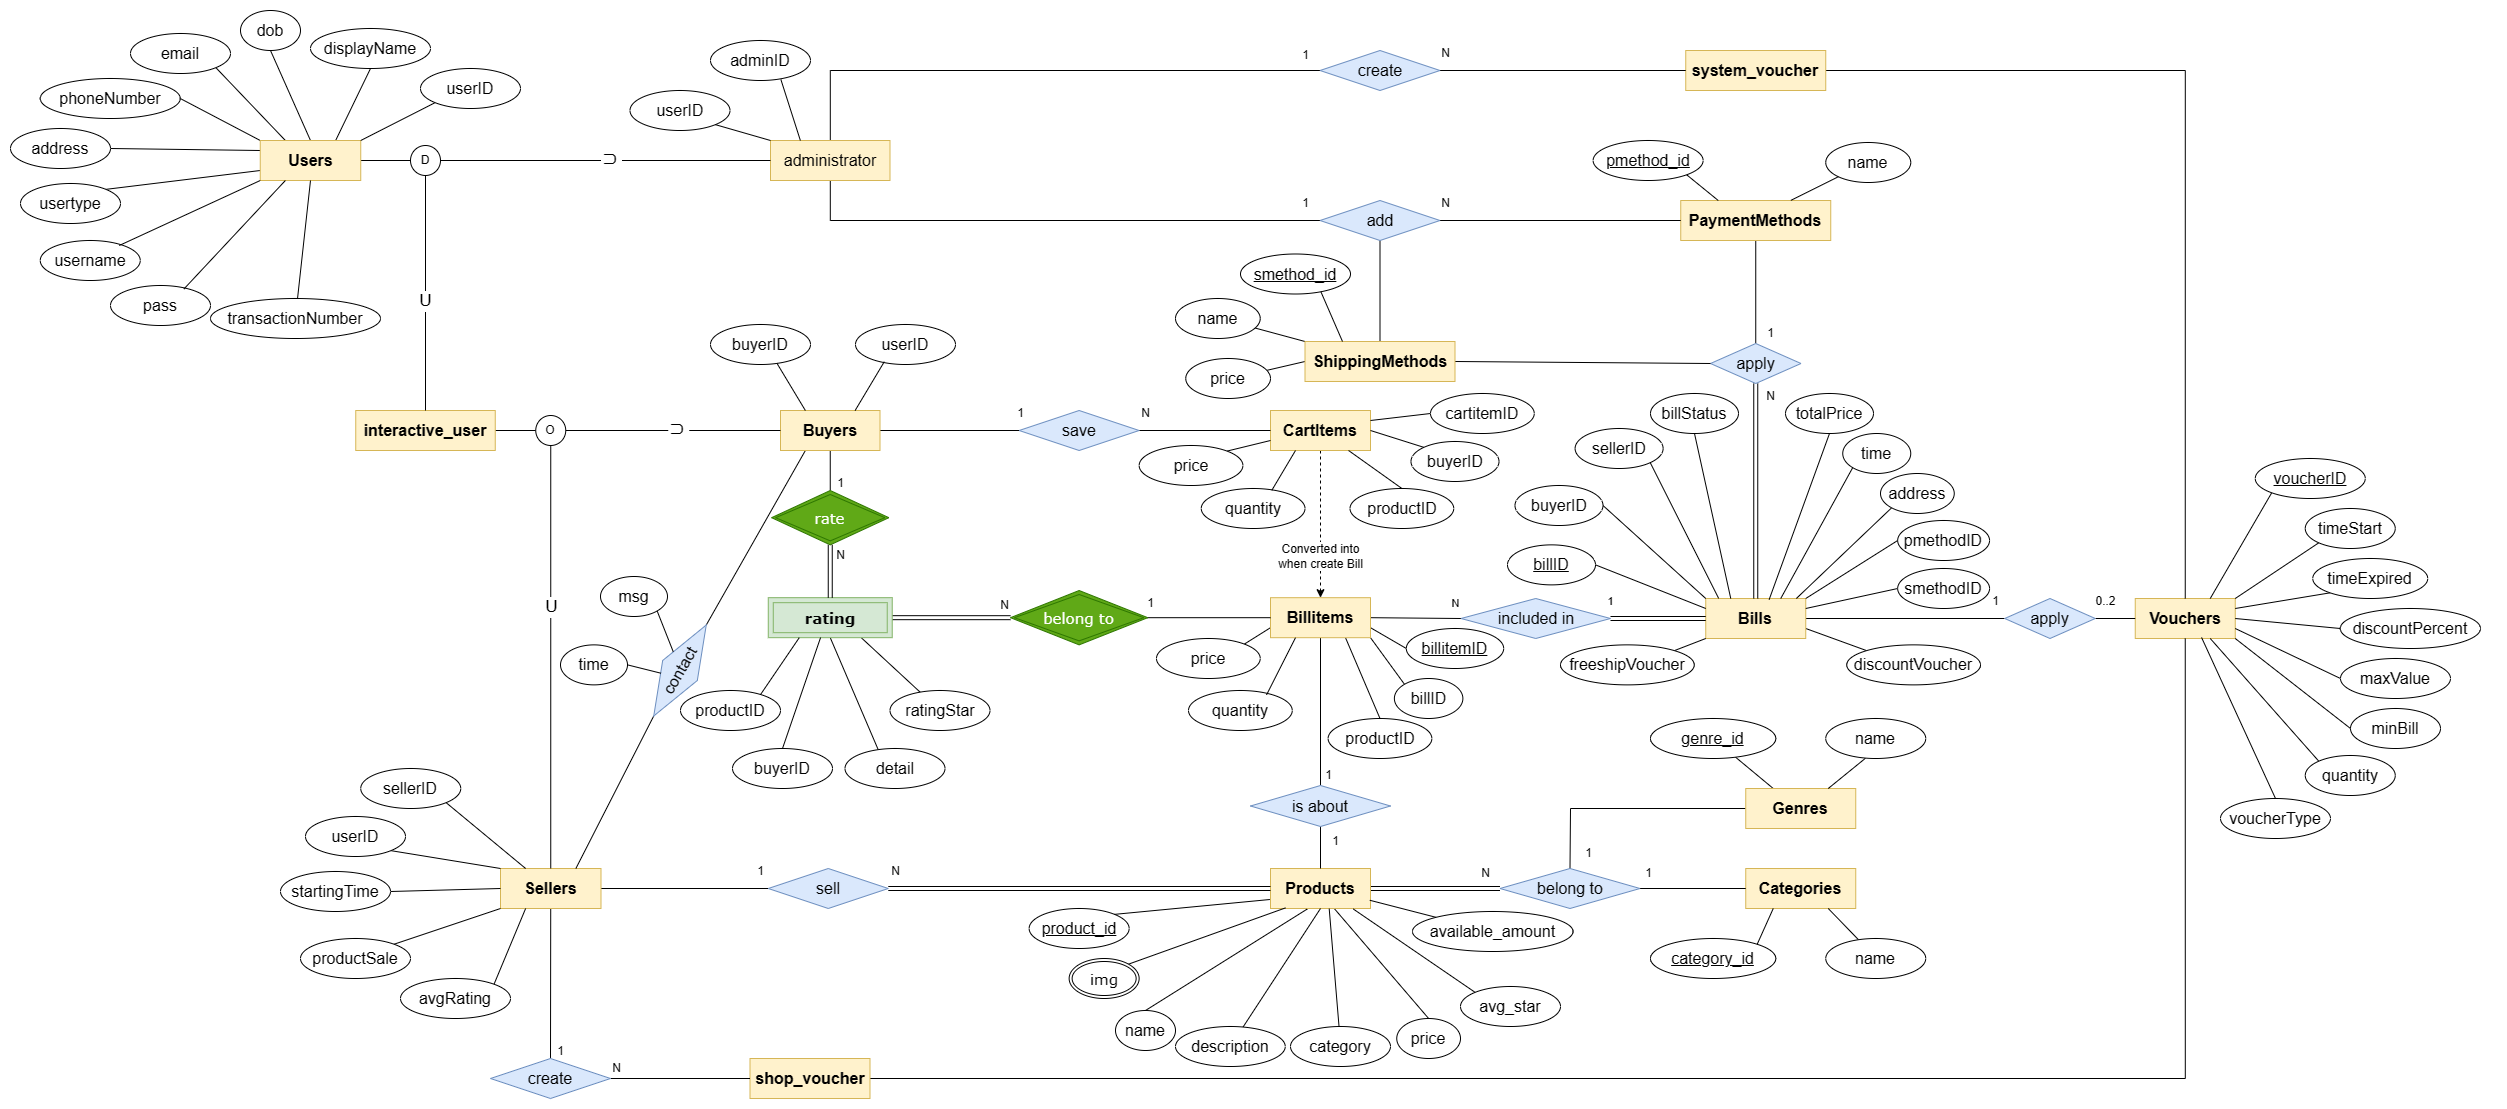 dob
displayName
email
adminID
1
N
create
system_voucher
userID
phoneNumber
userID
address
Users
D
⊃
administrator
pmethod_id
name
usertype
1
add
N
PaymentMethods
username
smethod_id
pass
transactionNumber
U
name
1
buyerID
userID
ShippingMethods
apply
price
N
interactive_user
O
⊃
Buyers
1
save
N
CartItems
cartitemID
billStatus
totalPrice
sellerID
time
price
buyerID
voucherID
1
quantity
productID
buyerID
address
rate
timeStart
N
Converted into
when create Bill
pmethodID
billID
timeExpired
msg
U
smethodID
rating
N
belong to
1
Billitems
N
included in
1
Bills
1
apply
0..2
Vouchers
discountPercent
time
contact
price
billitemID
freeshipVoucher
discountVoucher
maxValue
productID
ratingStar
quantity
billID
minBill
buyerID
detail
productID
genre_id
name
sellerID
1
quantity
is about
Genres
voucherType
userID
1
1
startingTime
Sellers
1
sell
N
Products
N
belong to
1
Categories
product_id
available_amount
productSale
img
category_id
name
avgRating
avg_star
name
description
category
price
1
create
N
shop_voucher